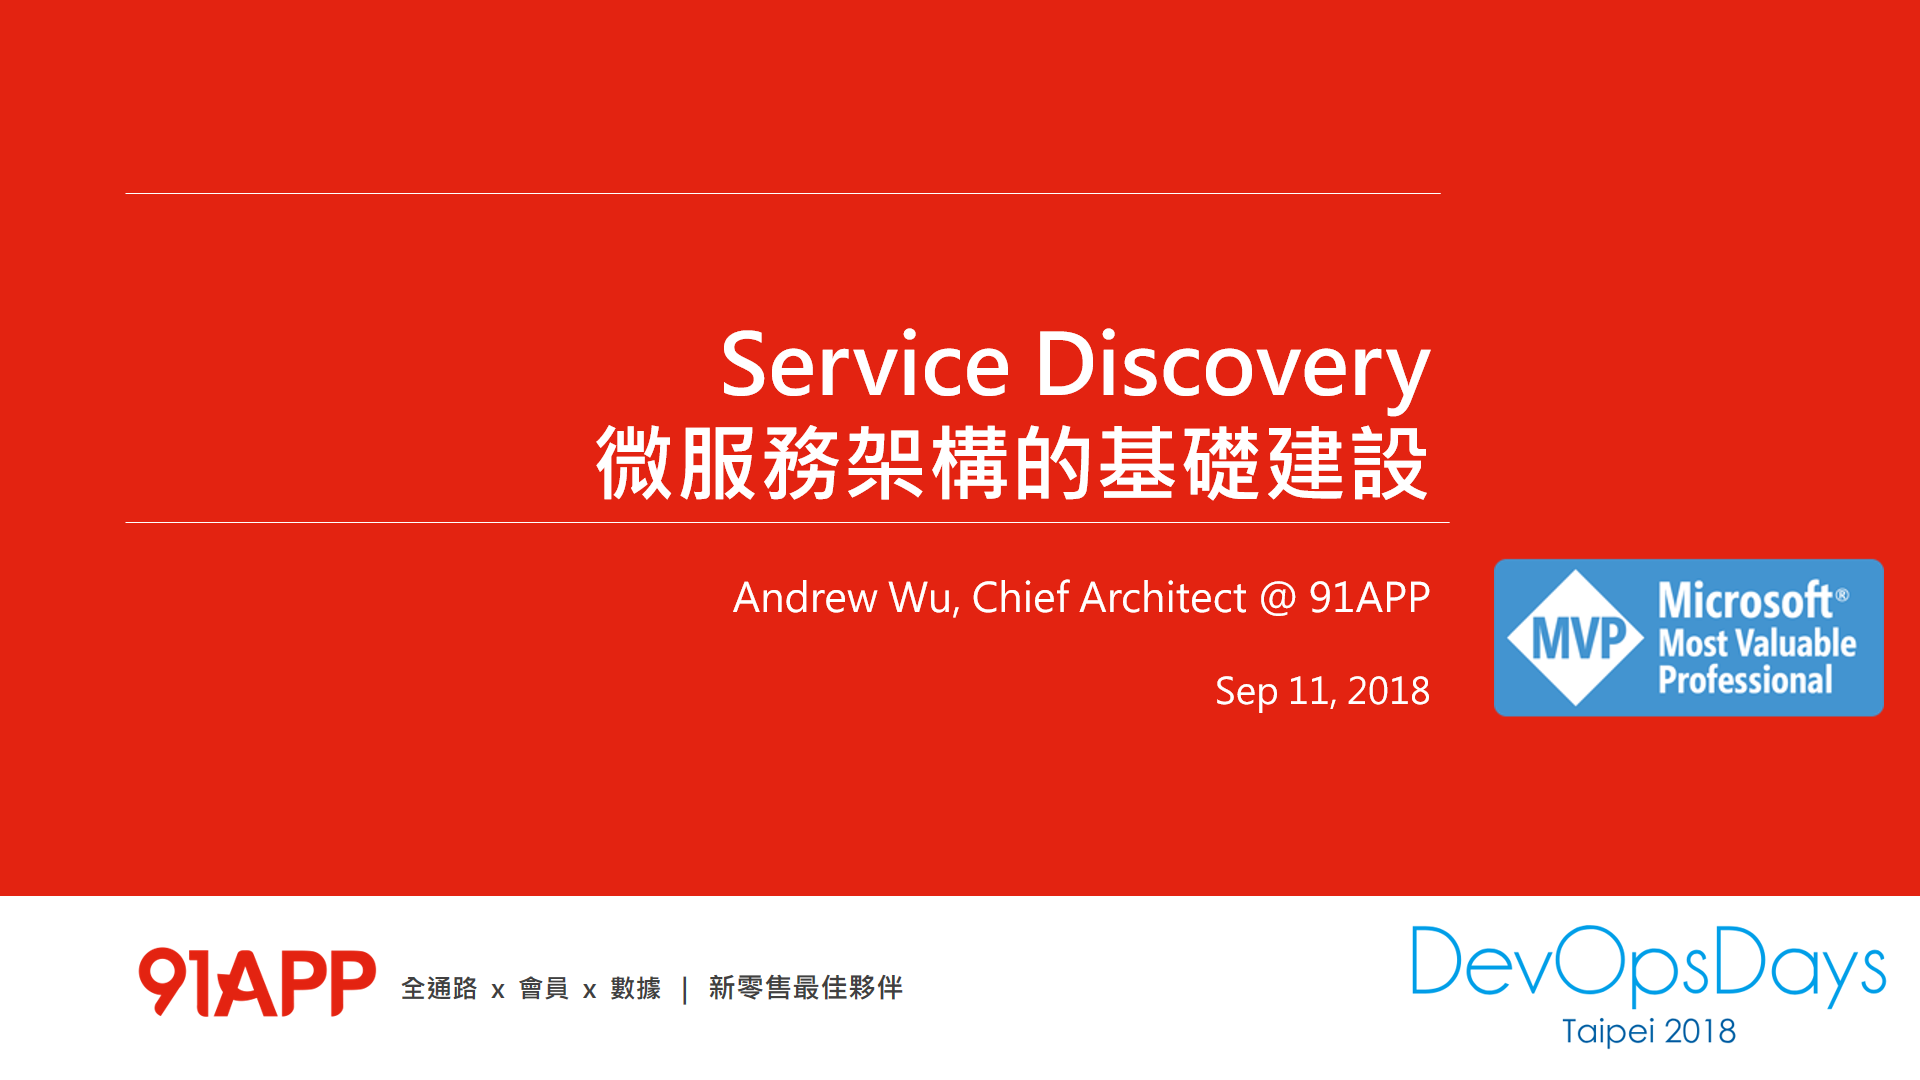 Service Discovery
微服務架構的基礎建設
Andrew Wu, Chief Architect @ 91APP
Sep 11, 2018
MVP
Microsoft®
Most Valuable
Professional
91APP 全通路 x 會員 x 數據 | 新零售最佳夥伴
DevOpsDays
Taipei 2018